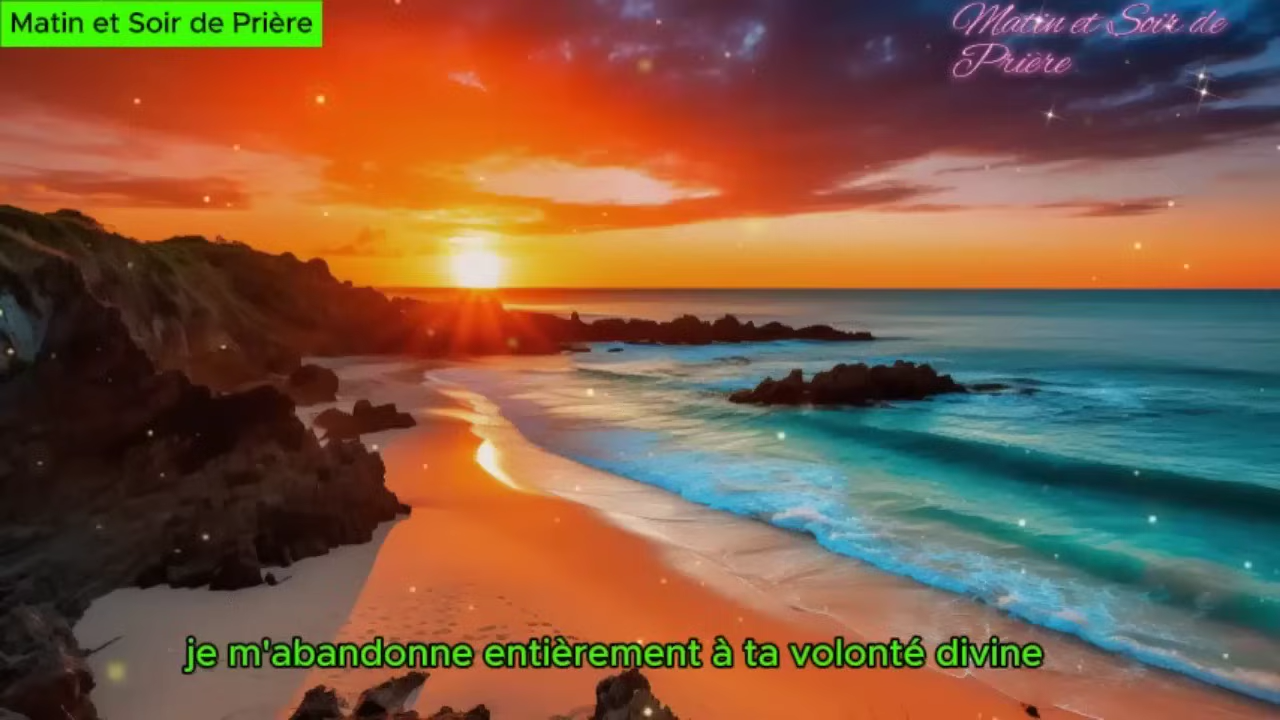 Matin et Soir de Prière
Matin et Soir de
Prière
je m'abandonne entièrement à ta volonté divine